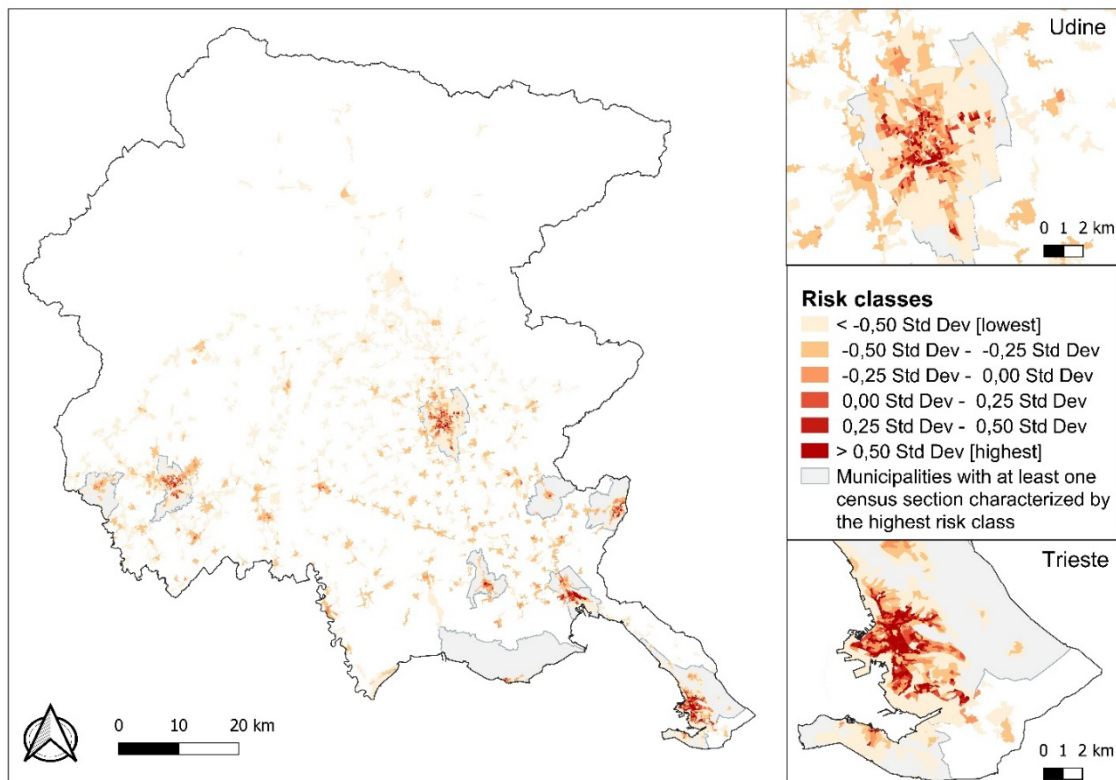 Udine
0 1 2 km
Risk classes
< -0,50 Std Dev [lowest]
-0,50 Std Dev - -0,25 Std Dev
-0,25 Std Dev - 0,00 Std Dev
0,00 Std Dev - 0,25 Std Dev
0,25 Std Dev - 0,50 Std Dev
> 0,50 Std Dev [highest]
Municipalities with at least one
census section characterized by
the highest risk class
Trieste
0 1 2 km
0 10 20 km